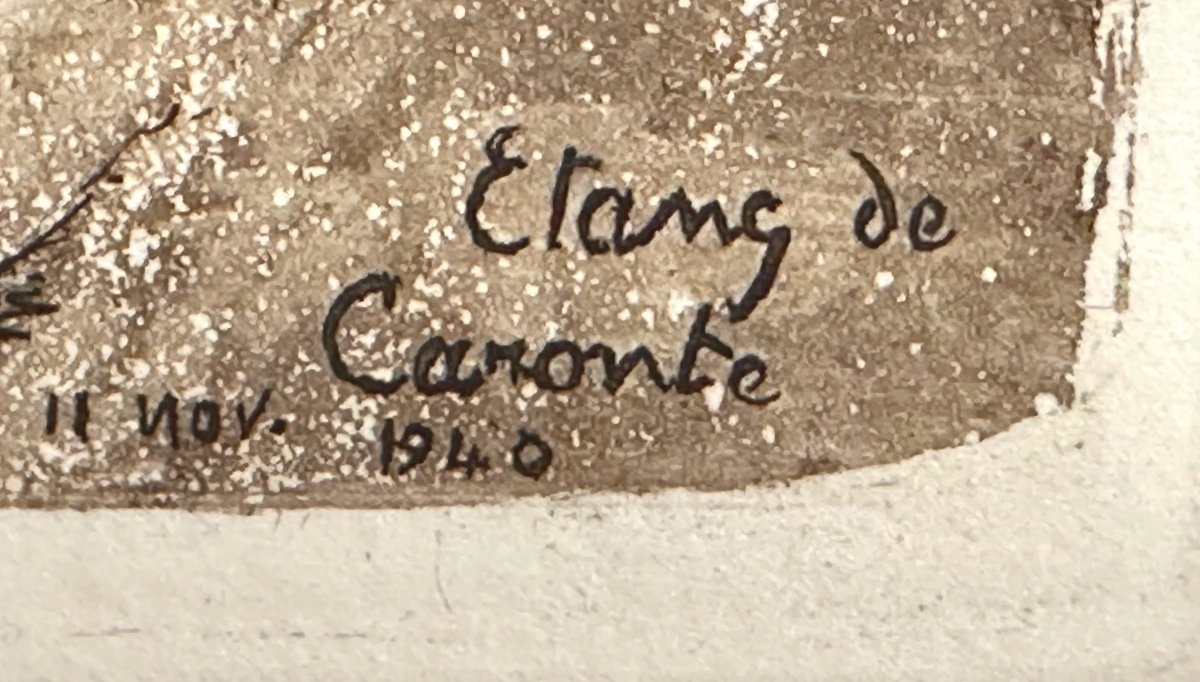 Etang de
Caronte
11 nov. 1940